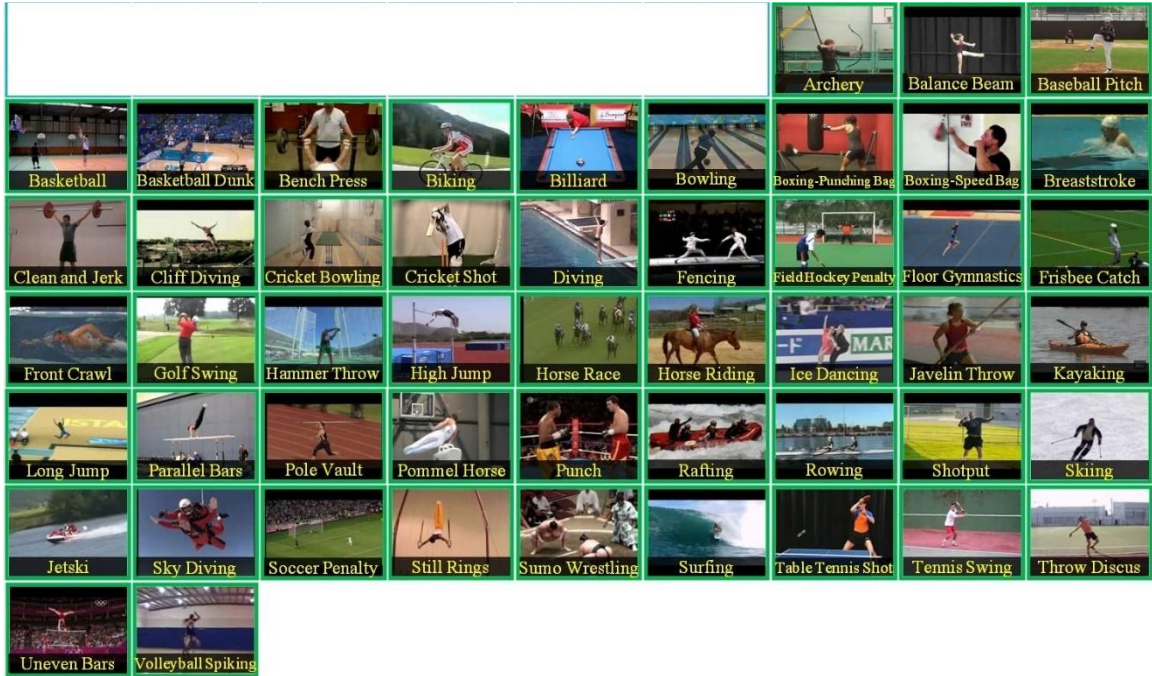 Archery
Balance Beam
Baseball Pitch
Basketball
Basketball Dunk
Bench Press
Biking
Billiard
Bowling
Boxing-Punching Bag
Boxing-Speed Bag
Breaststroke
Clean and Jerk
Cliff Diving
Cricket Bowling
Cricket Shot
Diving
Fencing
Field Hockey Penalty
Floor Gymnastics
Frisbee Catch
Front Crawl
Golf Swing
Hammer Throw
High Jump
Horse Race
Horse Riding
MAR
Ice Dancing
Javelin Throw
Kayaking
Long Jump
Parallel Bars
Pole Vault
Pommel Horse
Punch
Rafting
Rowing
Shotput
Skiing
Jetski
Sky Diving
Soccer Penalty
Still Rings
Sumo Wrestling
Surfing
Table Tennis Shot
Tennis Swing
Throw Discus
Uneven Bars
Volleyball Spiking